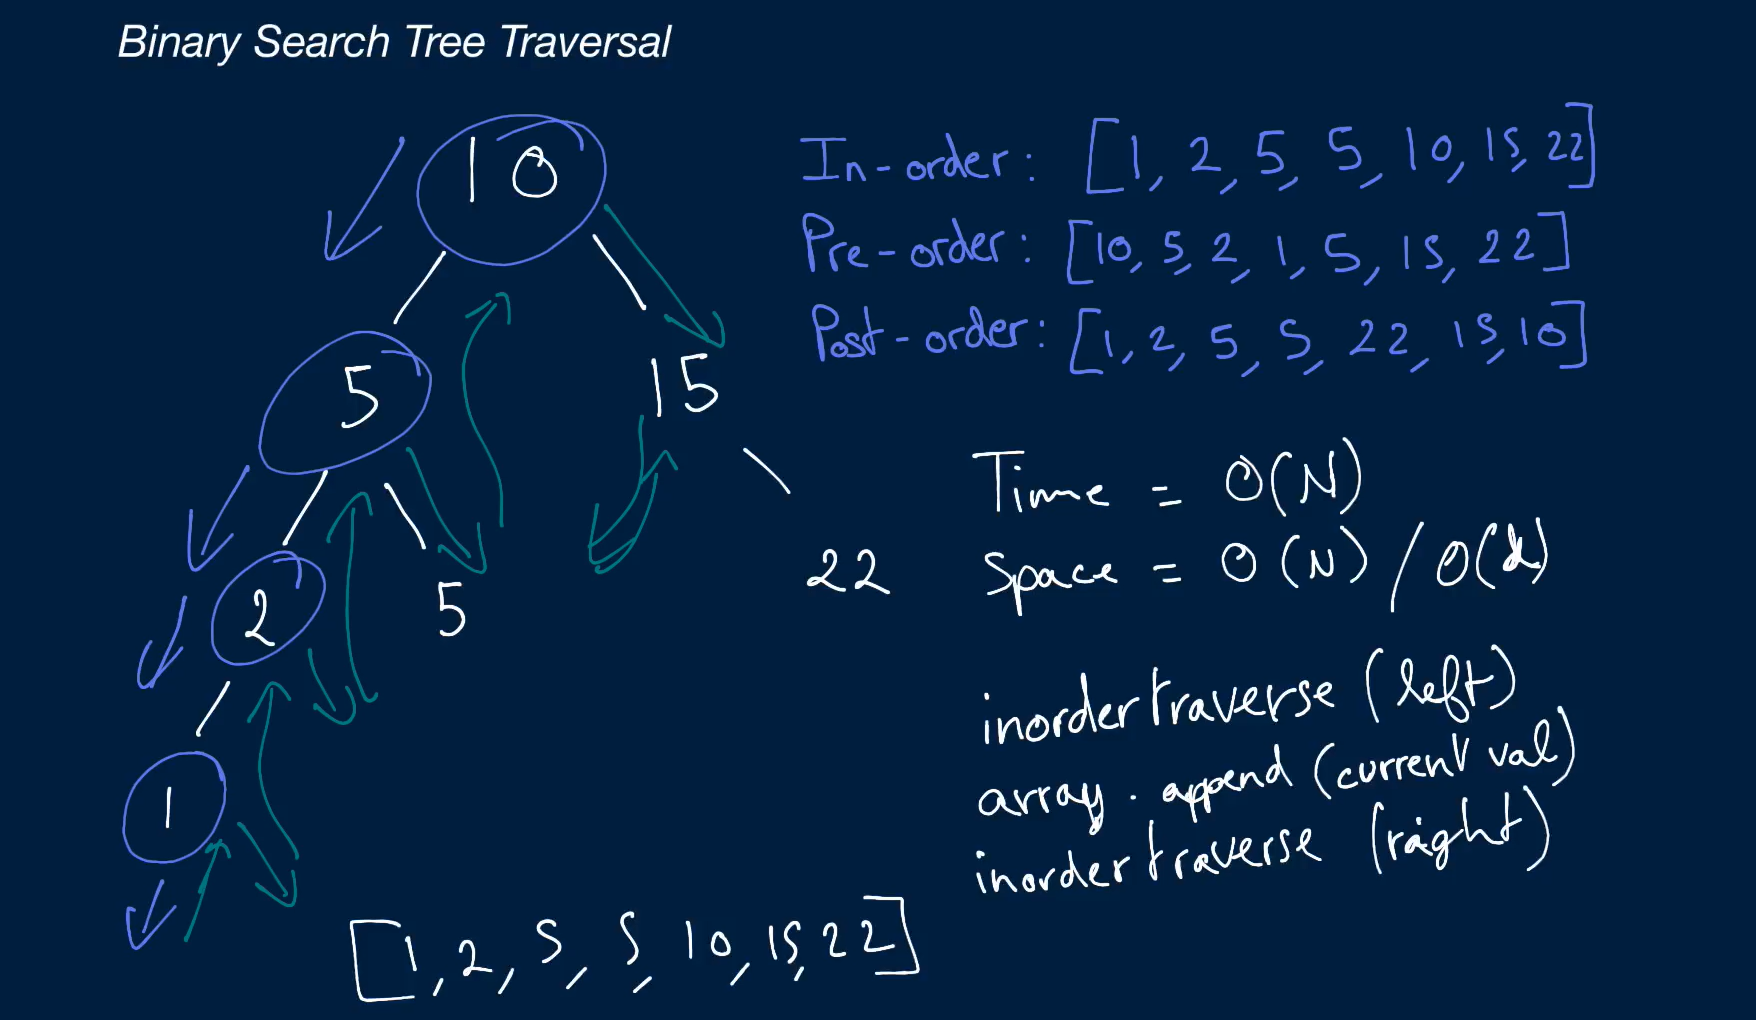 Binary Search Tree Traversal
10
5
15
2
5
22
1
In-order: [1, 2, 5, 5, 10, 15, 22]
Pre-order: [10, 5, 2, 1, 5, 15, 22]
Post-order: [1, 2, 5, 5, 22, 15, 10]
Time = O(N)
Space = O(N) / O(d)
inordertraverse (left)
array.append (current val)
inordertraverse (right)
[1, 2, 5, 5, 10, 15, 22]